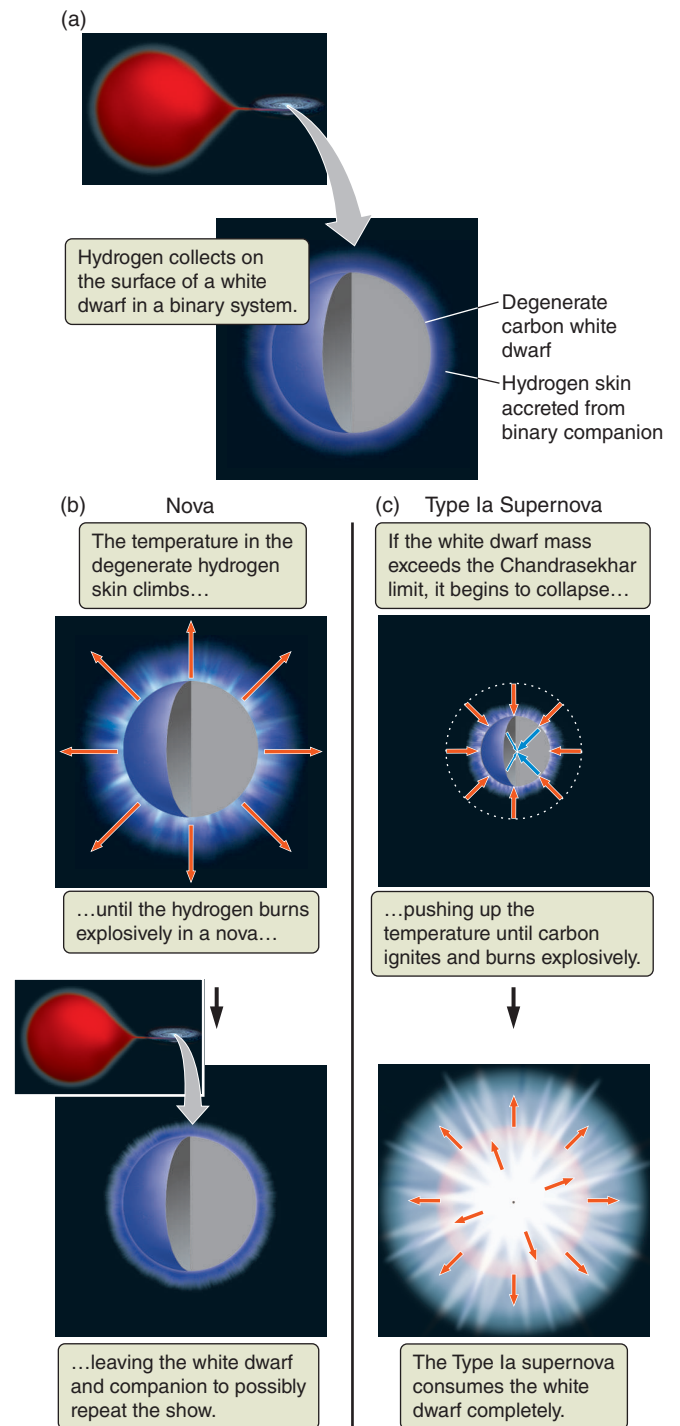 (a)
Hydrogen collects on
the surface of a white
dwarf in a binary system.
Degenerate
carbon white
dwarf
Hydrogen skin
accreted from
binary companion
(b) Nova
The temperature in the
degenerate hydrogen
skin climbs…
…until the hydrogen burns
explosively in a nova…
…leaving the white dwarf
and companion to possibly
repeat the show.
(c) Type Ia Supernova
If the white dwarf mass
exceeds the Chandrasekhar
limit, it begins to collapse…
…pushing up the
temperature until carbon
ignites and burns explosively.
The Type Ia supernova
consumes the white
dwarf completely.